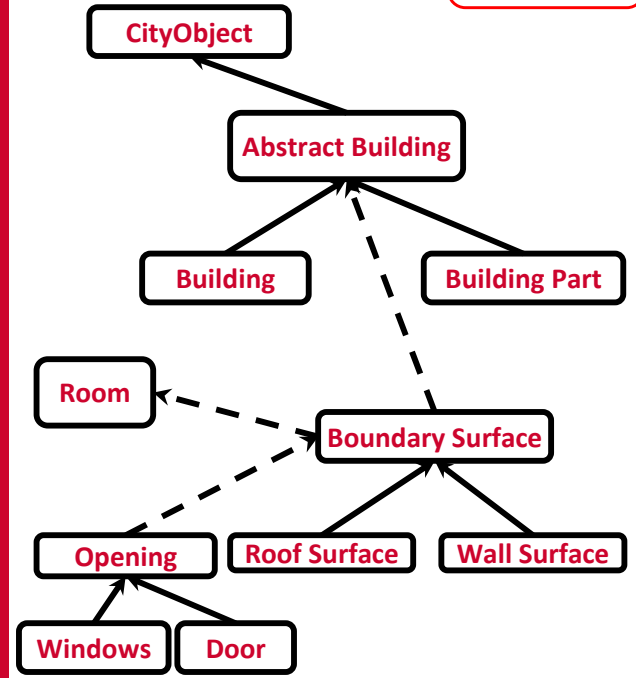 CityObject
Abstract Building
Building
Building Part
Room
Boundary Surface
Opening
Roof Surface
Wall Surface
Windows
Door